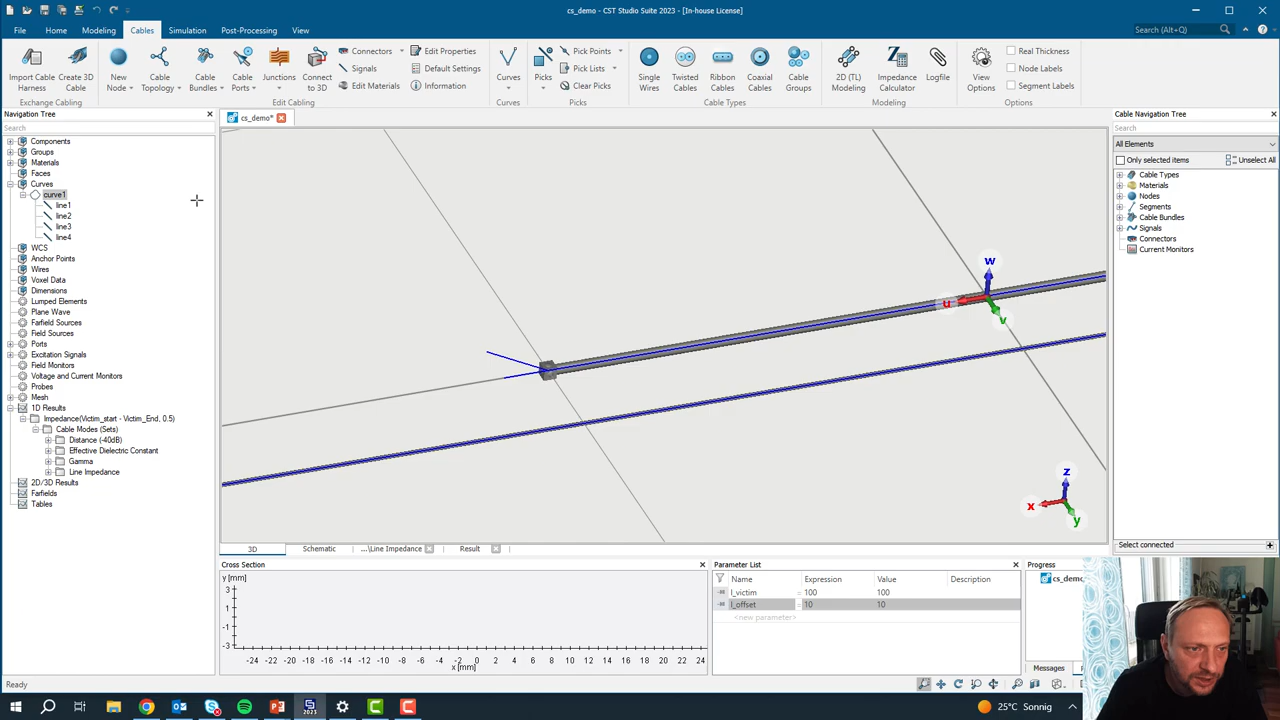 cs_demo - CST Studio Suite 2023 - [In-house License]
File Home Modeling Cables Simulation Post-Processing View
Search (Alt+Q)
Import Cable Harness
Create 3D Cable
New Node
Cable Topology
Cable Bundles
Cable Ports
Junctions
Connect to 3D
Connectors
Signals
Edit Materials
Edit Properties
Default Settings
Information
Curves
Picks
Pick Points
Pick Lists
Clear Picks
Single Wires
Twisted Cables
Ribbon Cables
Coaxial Cables
Cable Groups
2D (TL) Modeling
Impedance Calculator
Logfile
View Options
Real Thickness
Node Labels
Segment Labels
Exchange Cabling Edit Cabling Curves Picks Cable Types Modeling Options
Navigation Tree
Search
Components
Groups
Materials
Faces
Curves
curve1
line1
line2
line3
line4
WCS
Anchor Points
Wires
Voxel Data
Dimensions
Lumped Elements
Plane Wave
Farfield Sources
Field Sources
Ports
Excitation Signals
Field Monitors
Voltage and Current Monitors
Probes
Mesh
1D Results
Impedance(Victim_start - Victim_End, 0.5)
Cable Modes (Sets)
Distance (-40dB)
Effective Dielectric Constant
Gamma
Line Impedance
2D/3D Results
Farfields
Tables
cs_demo*
w
u
v
z
x
y
3D Schematic ...\Line Impedance Result
Cable Navigation Tree
Search
All Elements
Only selected items Unselect All
Cable Types
Materials
Nodes
Segments
Cable Bundles
Signals
Connectors
Current Monitors
Select connected
Cross Section
y [mm]
3
1
-1
-3
-24 -22 -20 -18 -16 -14 -12 -10 -8 -6 -4 -2 0 2 4 6 8 10 12 14 16 18 20 22 24
x [mm]
Parameter List
Name Expression Value Description
l_victim = 100 100
l_offset = 10 10
<new parameter>
Progress
cs_demo
Messages
Ready
2023
25°C Sonnig